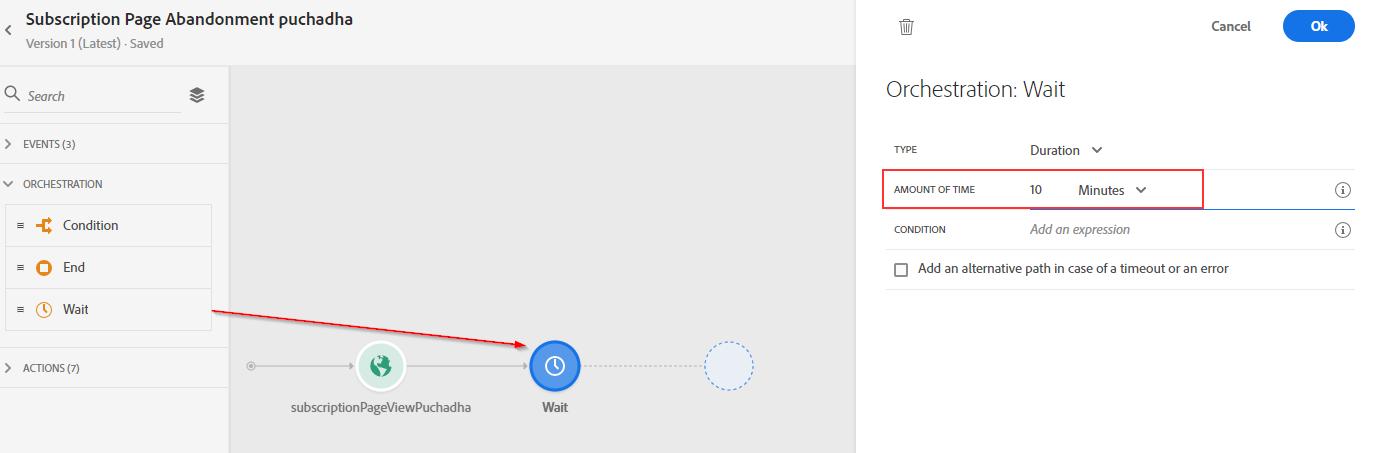 Subscription Page Abandonment puchadha
Version 1 (Latest) · Saved
Search
EVENTS (3)
ORCHESTRATION
Condition
End
Wait
ACTIONS (7)
subscriptionPageViewPuchadha
Wait
Cancel
Ok
Orchestration: Wait
TYPE Duration
AMOUNT OF TIME 10 Minutes
CONDITION Add an expression
Add an alternative path in case of a timeout or an error